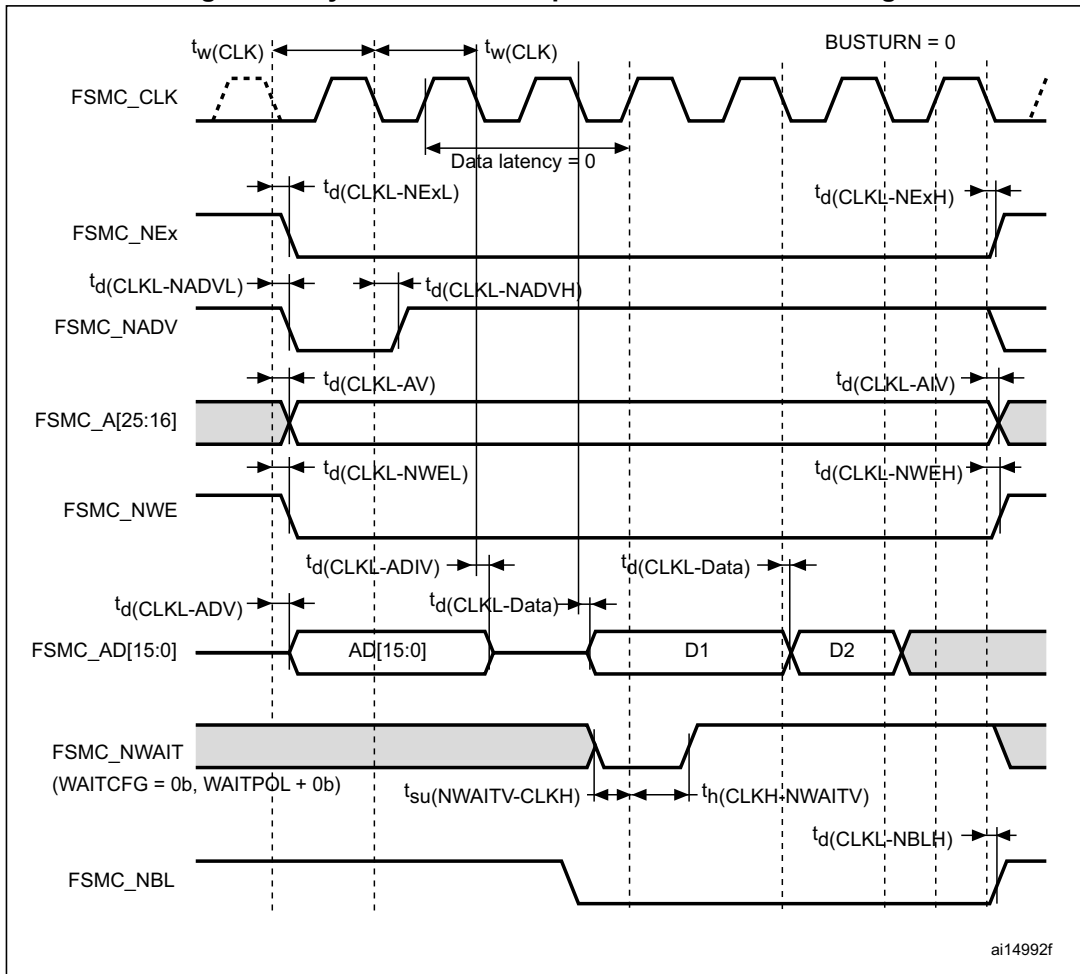 tw(CLK) tw(CLK) BUSTURN = 0
FSMC_CLK
Data latency = 0
td(CLKL-NExL) td(CLKL-NExH)
FSMC_NEx
td(CLKL-NADVL) td(CLKL-NADVH)
FSMC_NADV
td(CLKL-AV) td(CLKL-AIV)
FSMC_A[25:16]
td(CLKL-NWEL) td(CLKL-NWEH)
FSMC_NWE
td(CLKL-ADIV) td(CLKL-Data)
td(CLKL-ADV) td(CLKL-Data)
FSMC_AD[15:0] AD[15:0] D1 D2
FSMC_NWAIT
(WAITCFG = 0b, WAITPOL + 0b)
tsu(NWAITV-CLKH) th(CLKH-NWAITV)
td(CLKL-NBLH)
FSMC_NBL
ai14992f